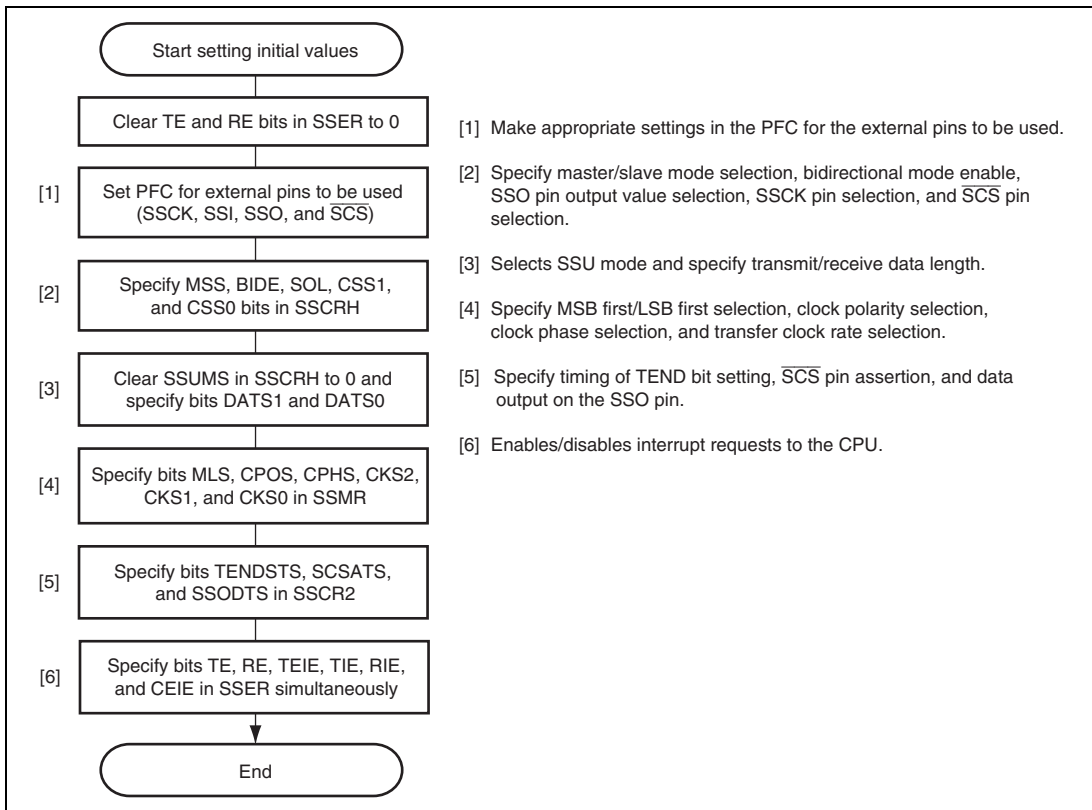 Start setting initial values
Clear TE and RE bits in SSER to 0
[1]
Set PFC for external pins to be used
(SSCK, SSI, SSO, and S̅C̅S̅)
[2]
Specify MSS, BIDE, SOL, CSS1,
and CSS0 bits in SSCRH
[3]
Clear SSUMS in SSCRH to 0 and
specify bits DATS1 and DATS0
[4]
Specify bits MLS, CPOS, CPHS, CKS2,
CKS1, and CKS0 in SSMR
[5]
Specify bits TENDSTS, SCSATS,
and SSODTS in SSCR2
[6]
Specify bits TE, RE, TEIE, TIE, RIE,
and CEIE in SSER simultaneously
End
[1] Make appropriate settings in the PFC for the external pins to be used.
[2] Specify master/slave mode selection, bidirectional mode enable,
SSO pin output value selection, SSCK pin selection, and S̅C̅S̅ pin
selection.
[3] Selects SSU mode and specify transmit/receive data length.
[4] Specify MSB first/LSB first selection, clock polarity selection,
clock phase selection, and transfer clock rate selection.
[5] Specify timing of TEND bit setting, S̅C̅S̅ pin assertion, and data
output on the SSO pin.
[6] Enables/disables interrupt requests to the CPU.